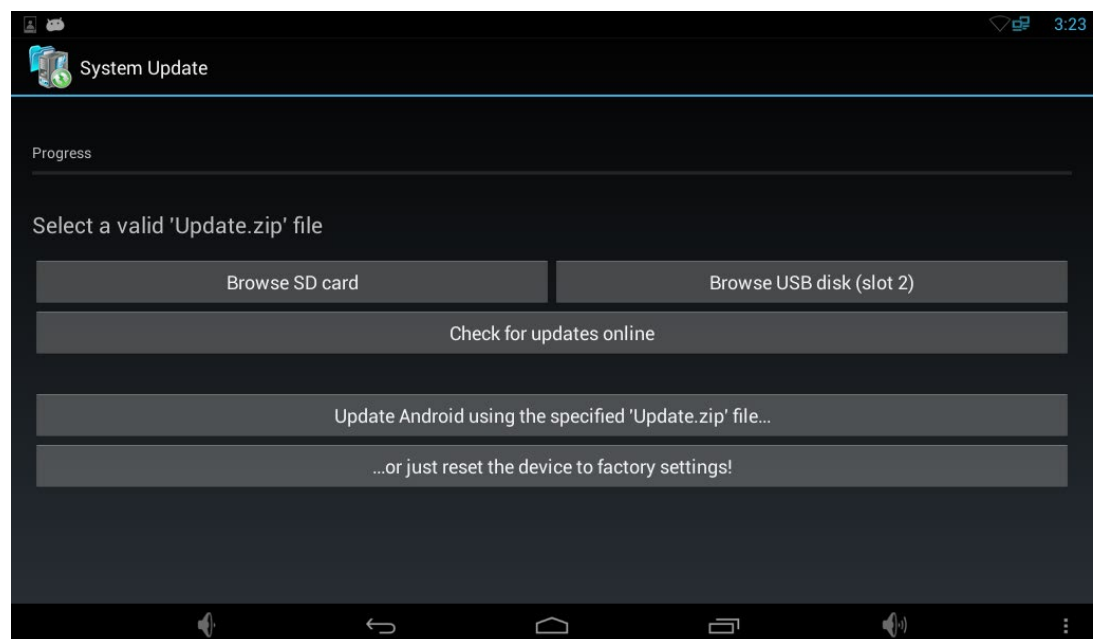 3:23
System Update
Progress
Select a valid 'Update.zip' file
Browse SD card
Browse USB disk (slot 2)
Check for updates online
Update Android using the specified 'Update.zip' file...
...or just reset the device to factory settings!